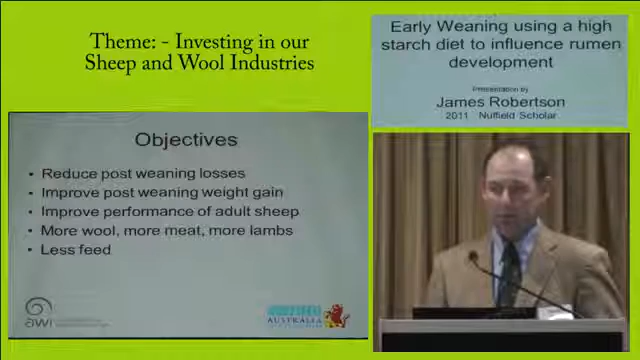 Theme: - Investing in our
Sheep and Wool Industries
Early Weaning using a high
starch diet to influence rumen
development
Presentation by
James Robertson
2011 Nuffield Scholar
Objectives
• Reduce post weaning losses
• Improve post weaning weight gain
• Improve performance of adult sheep
• More wool, more meat, more lambs
• Less feed
awi
AUSTRALIA